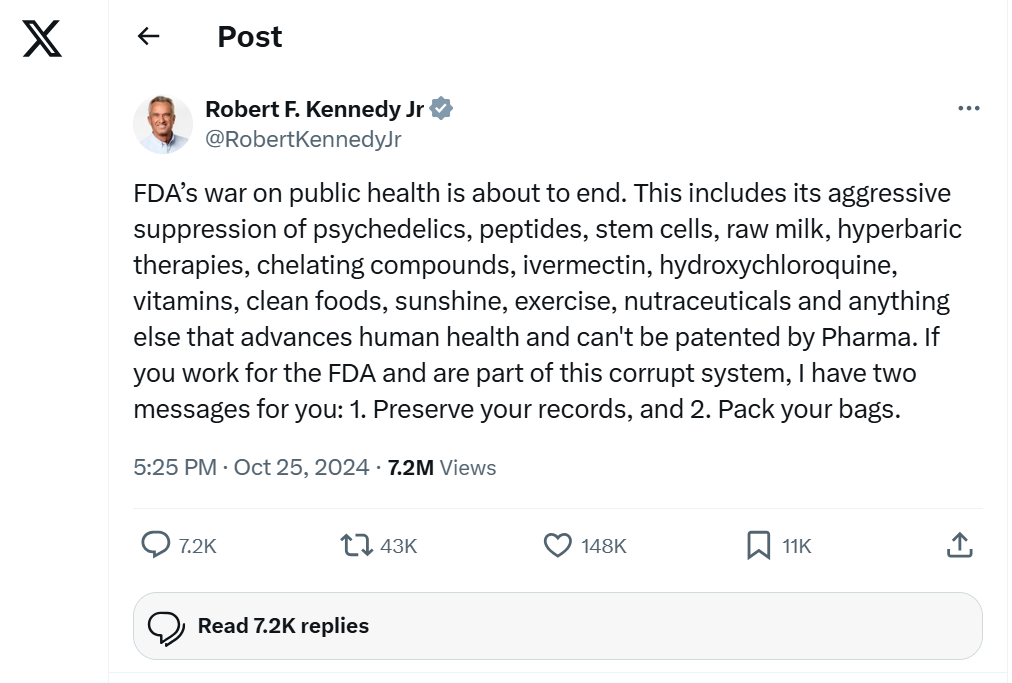 Post
Robert F. Kennedy Jr
@RobertKennedyJr
FDA’s war on public health is about to end. This includes its aggressive
suppression of psychedelics, peptides, stem cells, raw milk, hyperbaric
therapies, chelating compounds, ivermectin, hydroxychloroquine,
vitamins, clean foods, sunshine, exercise, nutraceuticals and anything
else that advances human health and can't be patented by Pharma. If
you work for the FDA and are part of this corrupt system, I have two
messages for you: 1. Preserve your records, and 2. Pack your bags.
5:25 PM · Oct 25, 2024 · 7.2M Views
7.2K 43K 148K 11K
Read 7.2K replies